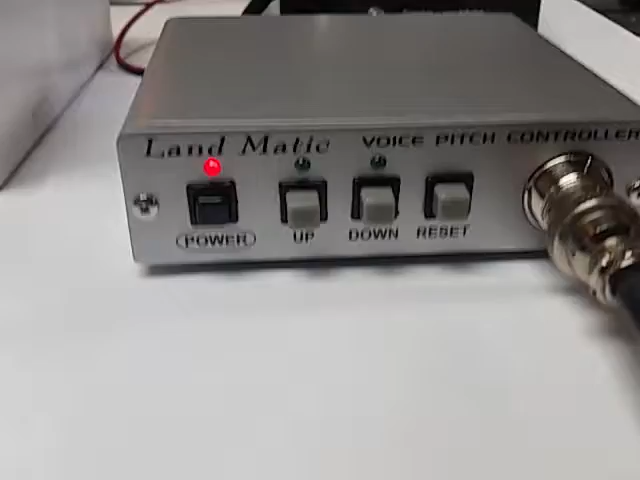 Land Matic VOICE PITCH CONTROLLER
POWER UP DOWN RESET